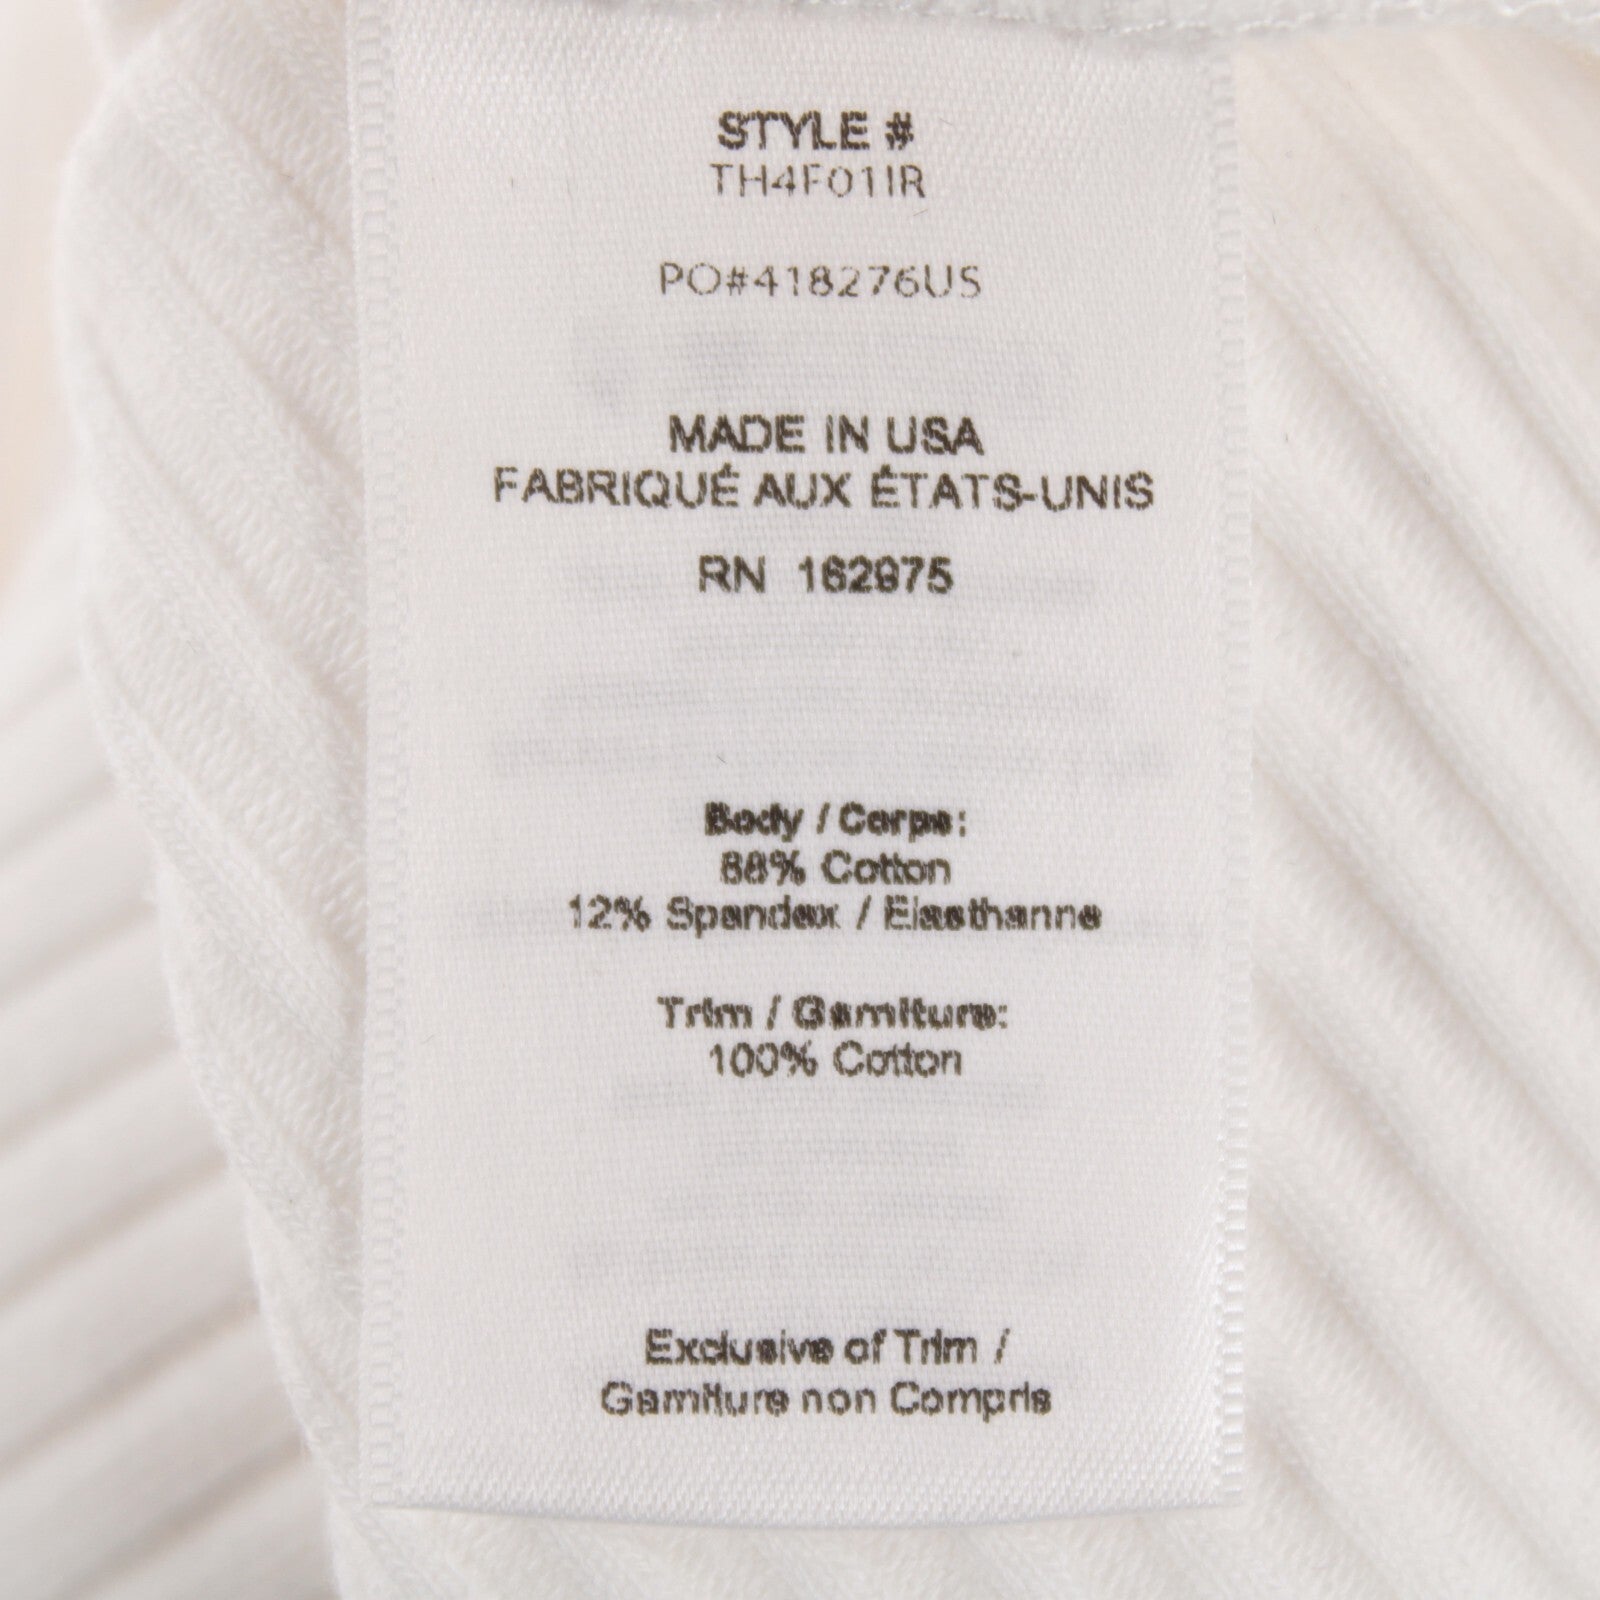 STYLE #
TH4F01IR
PO#418276US
MADE IN USA
FABRIQUÉ AUX ÉTATS-UNIS
RN 162975
Body / Corps:
88% Cotton
12% Spandex / Elasthanne
Trim / Garniture:
100% Cotton
Exclusive of Trim /
Garniture non Compris